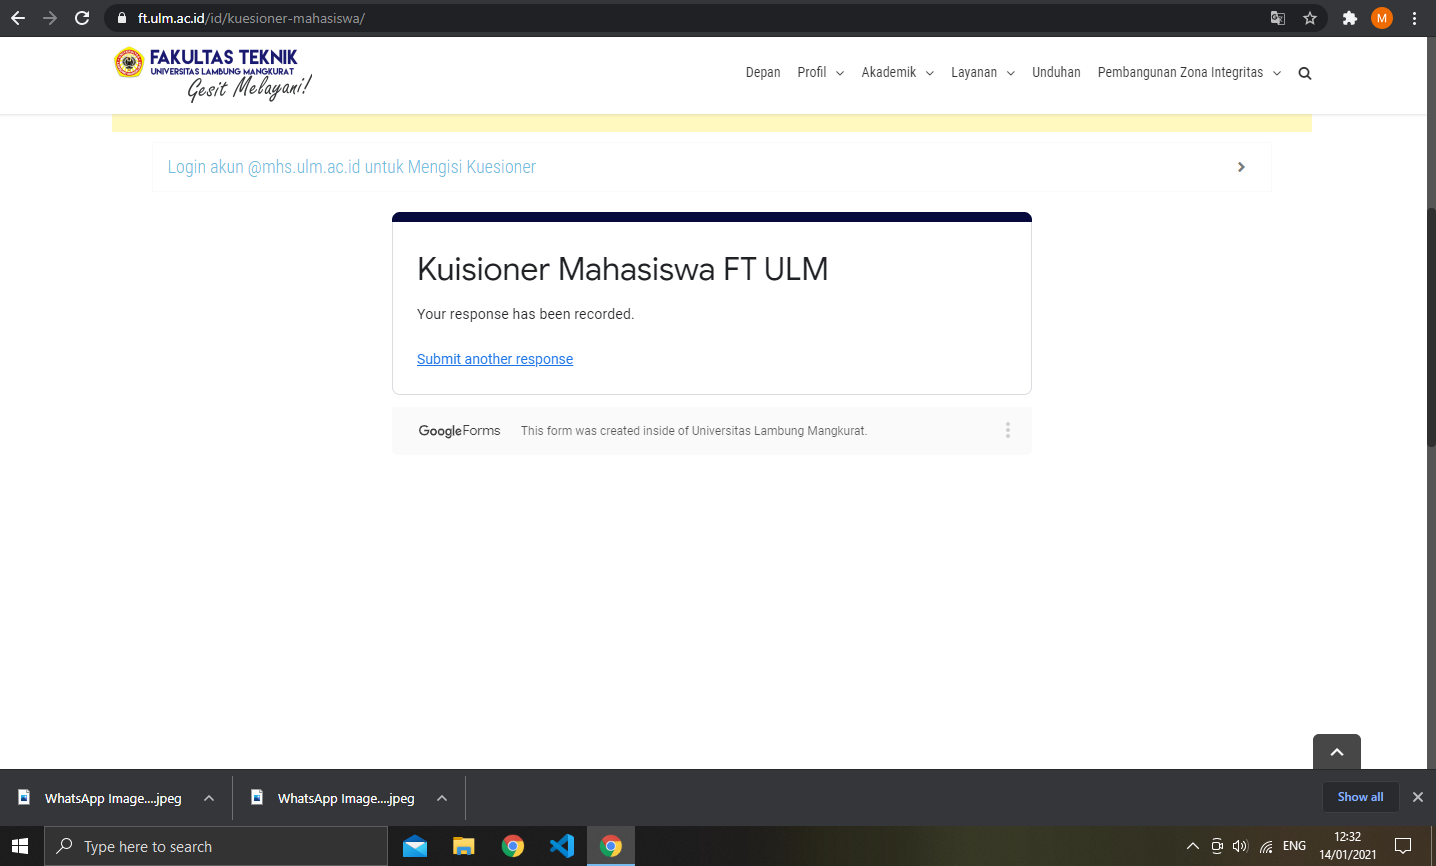 ft.ulm.ac.id/id/kuesioner-mahasiswa/
M
FAKULTAS TEKNIK
UNIVERSITAS LAMBUNG MANGKURAT
Gesit Melayani!
Depan Profil Akademik Layanan Unduhan Pembangunan Zona Integritas
Login akun @mhs.ulm.ac.id untuk Mengisi Kuesioner
Kuisioner Mahasiswa FT ULM
Your response has been recorded.
Submit another response
Google Forms This form was created inside of Universitas Lambung Mangkurat.
WhatsApp Image....jpeg WhatsApp Image....jpeg Show all
Type here to search ENG 12:32
14/01/2021